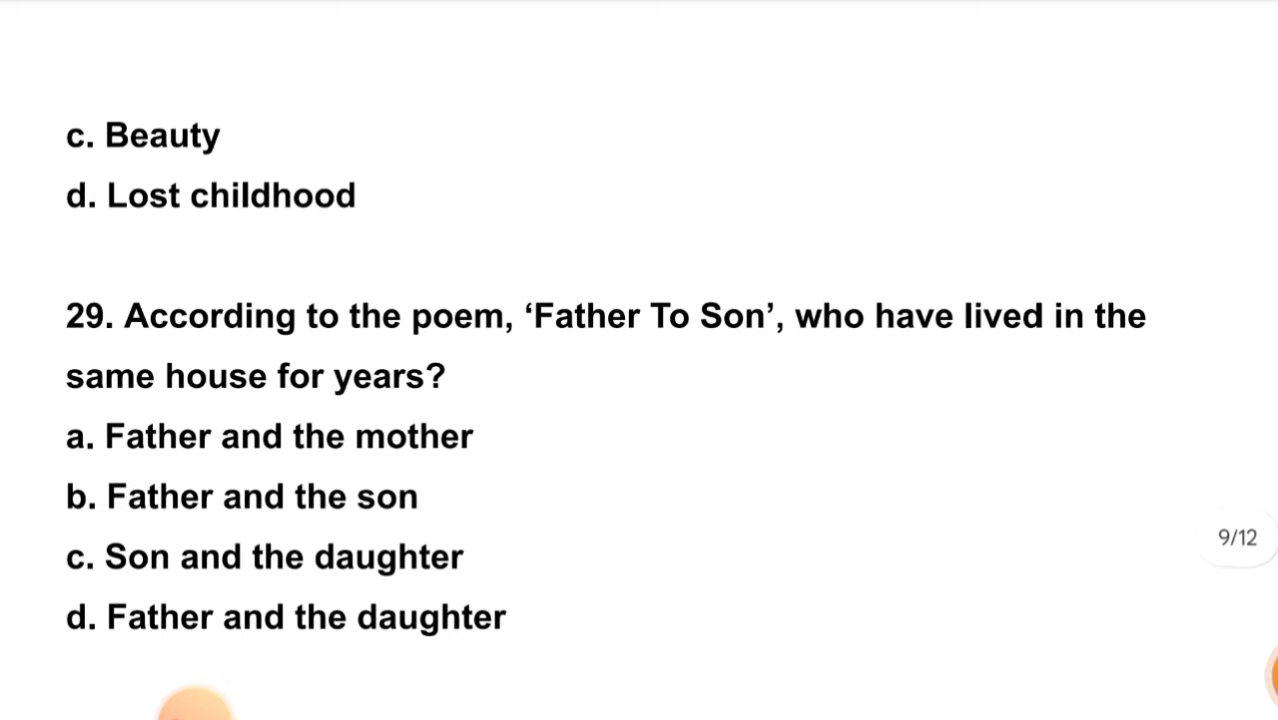 c. Beauty
d. Lost childhood
29. According to the poem, ‘Father To Son’, who have lived in the
same house for years?
a. Father and the mother
b. Father and the son
c. Son and the daughter
d. Father and the daughter
9/12